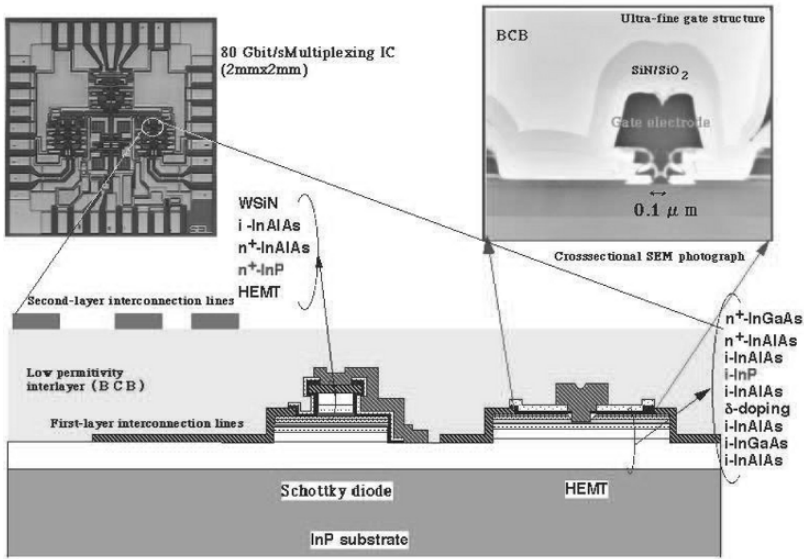 80 Gbit/sMultiplexing IC
(2mmx2mm)
Ultra-fine gate structure
BCB
SiN/SiO₂
Gate electrode
0.1 μ m
Crosssectional SEM photograph
WSiN
i -InAlAs
n⁺-InAlAs
n⁺-InP
HEMT
Second-layer interconnection lines
Low permitivity
interlayer (BCB)
First-layer interconnection lines
n⁺-InGaAs
n⁺-InAlAs
i-InAlAs
i-InP
i-InAlAs
δ-doping
i-InAlAs
i-InGaAs
i-InAlAs
Schottky diode
HEMT
InP substrate